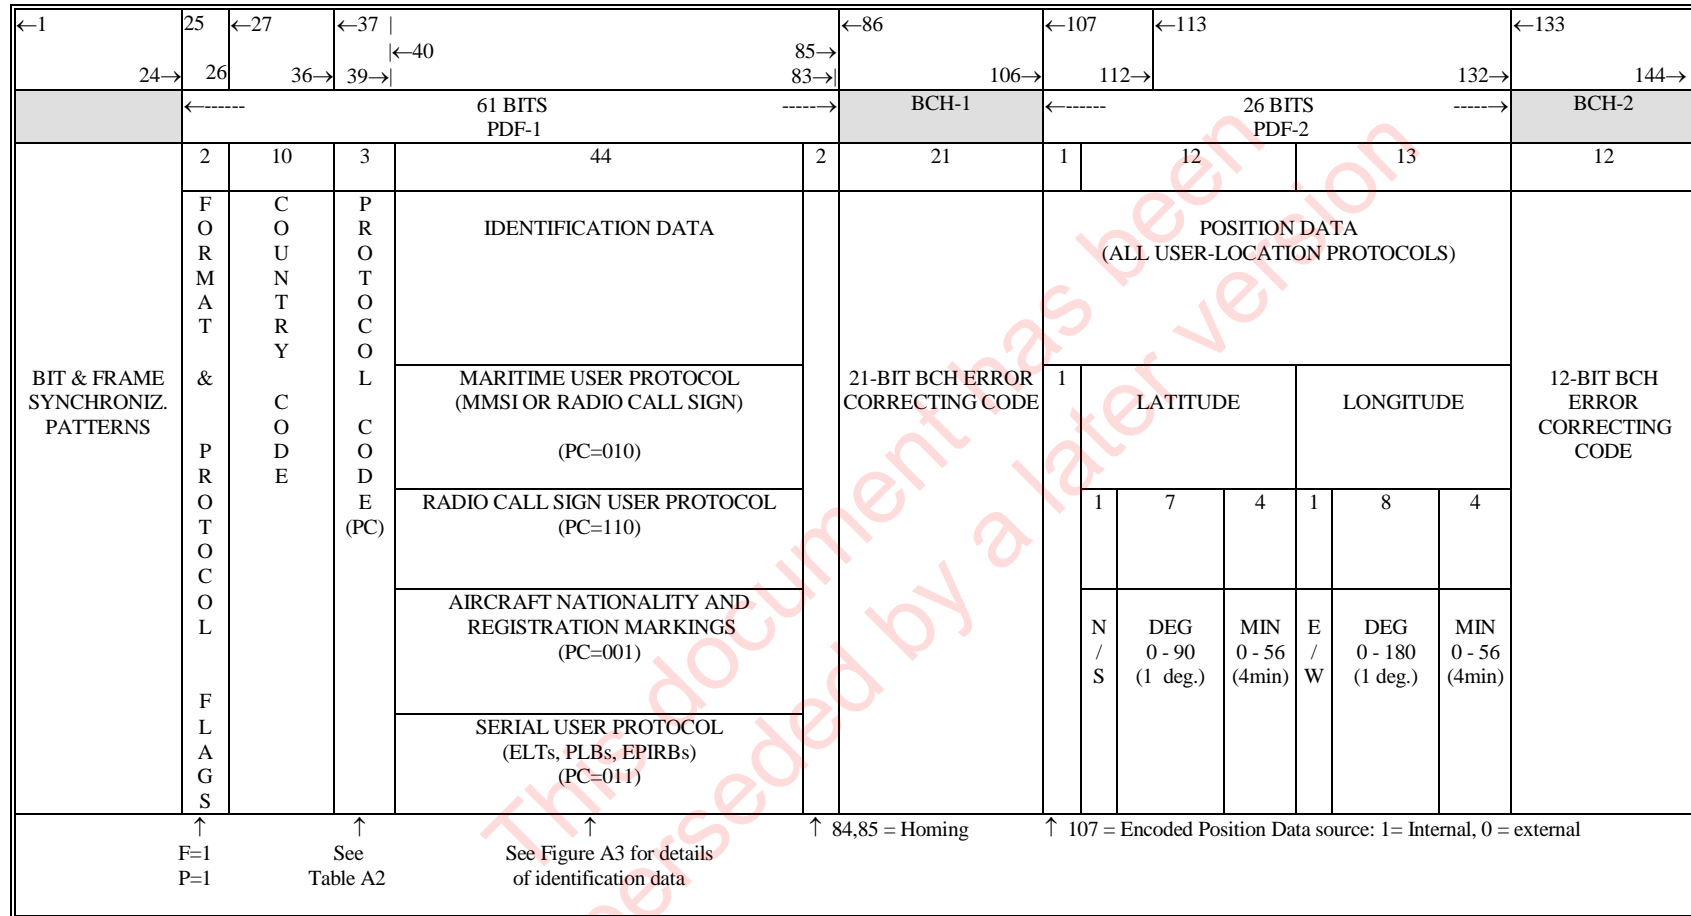 ←1 25 ←27 ←37 | ←86 ←107 ←113 ←133
|←40 85→
24→ 26 36→ 39→| 83→| 106→ 112→ 132→ 144→
←------ 61 BITS -----→ BCH-1 ←------ 26 BITS -----→ BCH-2
PDF-1 PDF-2
2 10 3 44 2 21 1 12 13 12
BIT & FRAME
SYNCHRONIZ.
PATTERNS
F
O
R
M
A
T
&
P
R
O
T
O
C
O
L
F
L
A
G
S
C
O
U
N
T
R
Y
C
O
D
E
P
R
O
T
O
C
O
L
C
O
D
E
(PC)
IDENTIFICATION DATA
MARITIME USER PROTOCOL
(MMSI OR RADIO CALL SIGN)
(PC=010)
RADIO CALL SIGN USER PROTOCOL
(PC=110)
AIRCRAFT NATIONALITY AND
REGISTRATION MARKINGS
(PC=001)
SERIAL USER PROTOCOL
(ELTs, PLBs, EPIRBs)
(PC=011)
21-BIT BCH ERROR
CORRECTING CODE
POSITION DATA
(ALL USER-LOCATION PROTOCOLS)
1
LATITUDE LONGITUDE
1 7 4 1 8 4
N DEG MIN E DEG MIN
/ 0 - 90 0 - 56 / 0 - 180 0 - 56
S (1 deg.) (4min) W (1 deg.) (4min)
12-BIT BCH
ERROR
CORRECTING
CODE
↑ ↑ ↑ ↑ 84,85 = Homing ↑ 107 = Encoded Position Data source: 1= Internal, 0 = external
F=1 See See Figure A3 for details
P=1 Table A2 of identification data
This document has been
perseded by a later version